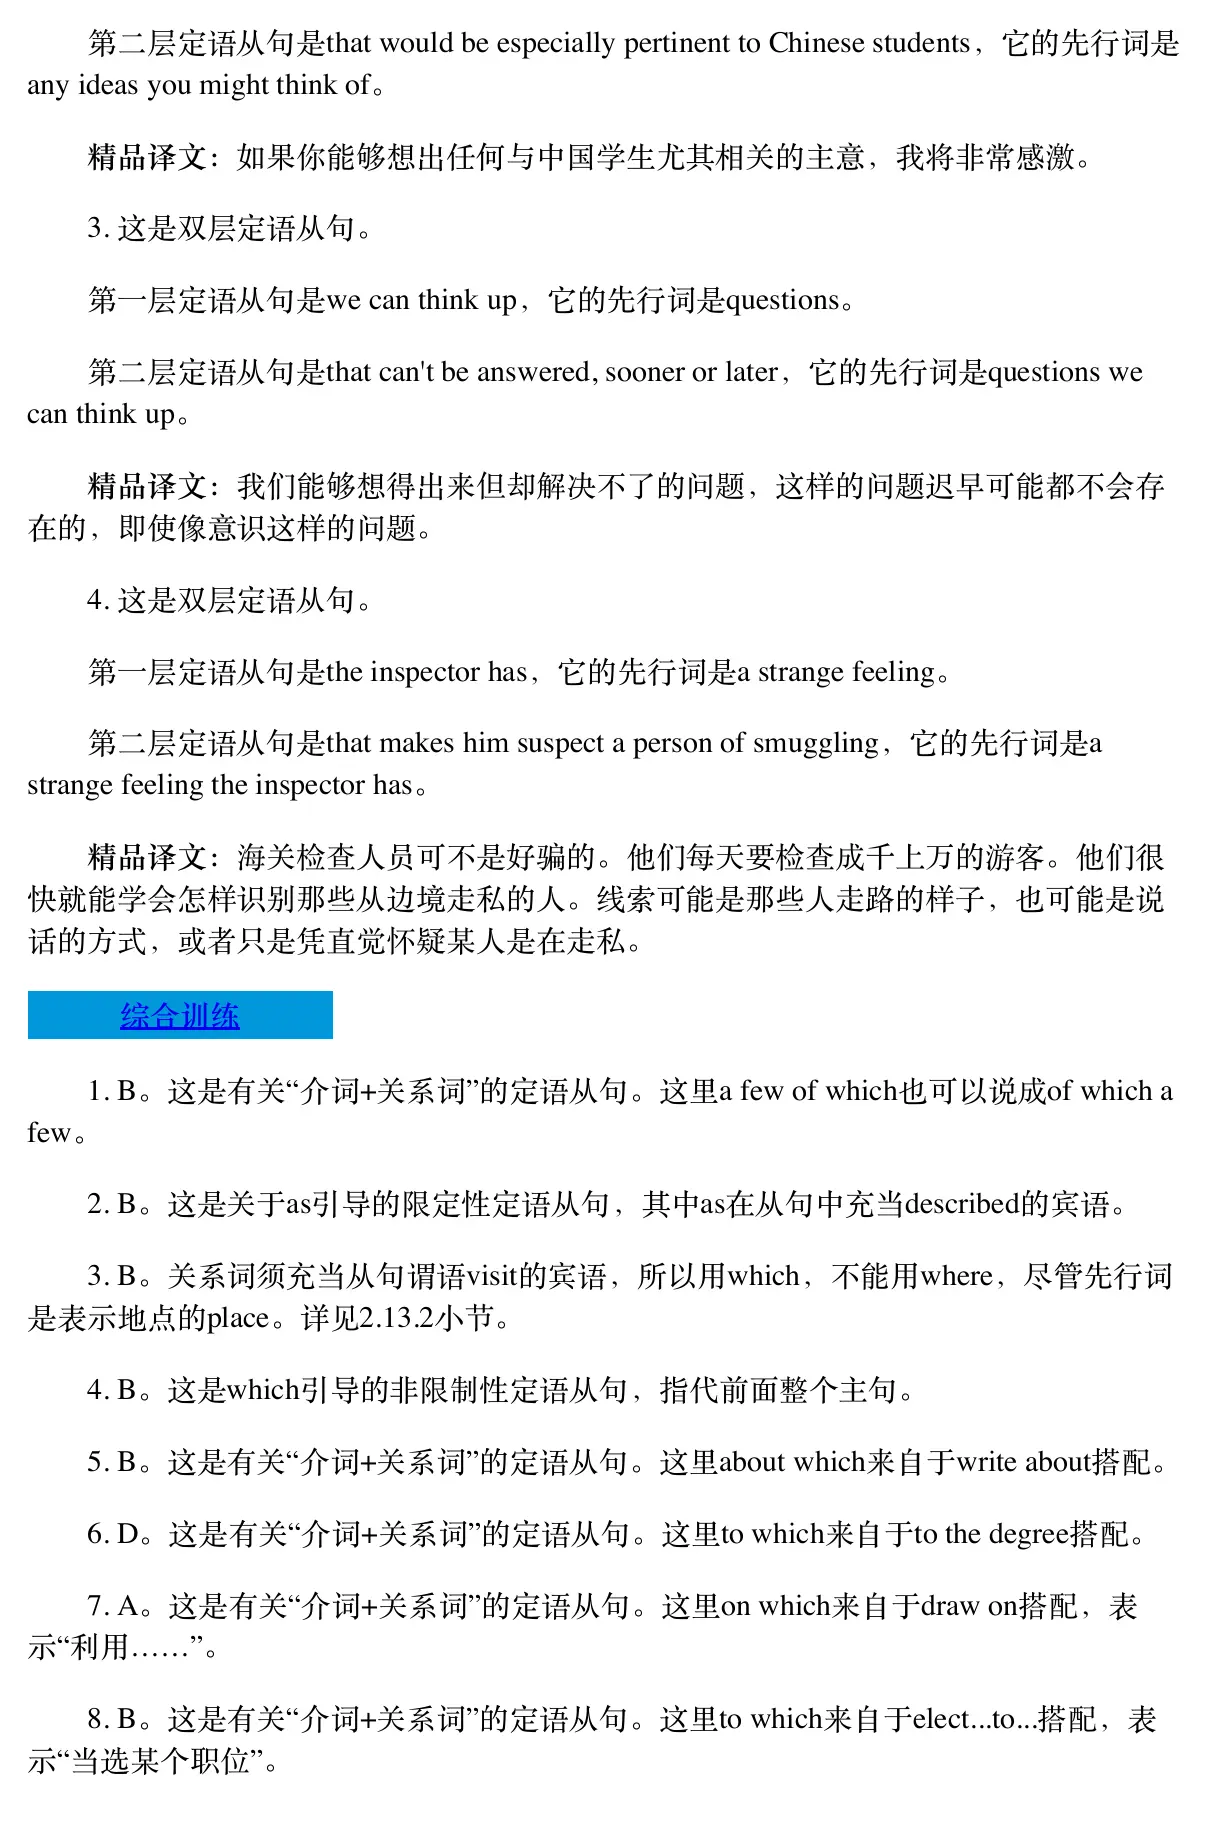 第二层定语从句是that would be especially pertinent to Chinese students，它的先行词是
any ideas you might think of。
精品译文：如果你能够想出任何与中国学生尤其相关的主意，我将非常感激。
3. 这是双层定语从句。
第一层定语从句是we can think up，它的先行词是questions。
第二层定语从句是that can't be answered, sooner or later，它的先行词是questions we
can think up。
精品译文：我们能够想得出来但却解决不了的问题，这样的问题迟早可能都不会存
在的，即使像意识这样的问题。
4. 这是双层定语从句。
第一层定语从句是the inspector has，它的先行词是a strange feeling。
第二层定语从句是that makes him suspect a person of smuggling，它的先行词是a
strange feeling the inspector has。
精品译文：海关检查人员可不是好骗的。他们每天要检查成千上万的游客。他们很
快就能学会怎样识别那些从边境走私的人。线索可能是那些人走路的样子，也可能是说
话的方式，或者只是凭直觉怀疑某人是在走私。
综合训练
1. B。这是有关“介词+关系词”的定语从句。这里a few of which也可以说成of which a
few。
2. B。这是关于as引导的限定性定语从句，其中as在从句中充当described的宾语。
3. B。关系词须充当从句谓语visit的宾语，所以用which，不能用where，尽管先行词
是表示地点的place。详见2.13.2小节。
4. B。这是which引导的非限制性定语从句，指代前面整个主句。
5. B。这是有关“介词+关系词”的定语从句。这里about which来自于write about搭配。
6. D。这是有关“介词+关系词”的定语从句。这里to which来自于to the degree搭配。
7. A。这是有关“介词+关系词”的定语从句。这里on which来自于draw on搭配，表
示“利用……”。
8. B。这是有关“介词+关系词”的定语从句。这里to which来自于elect...to...搭配，表
示“当选某个职位”。